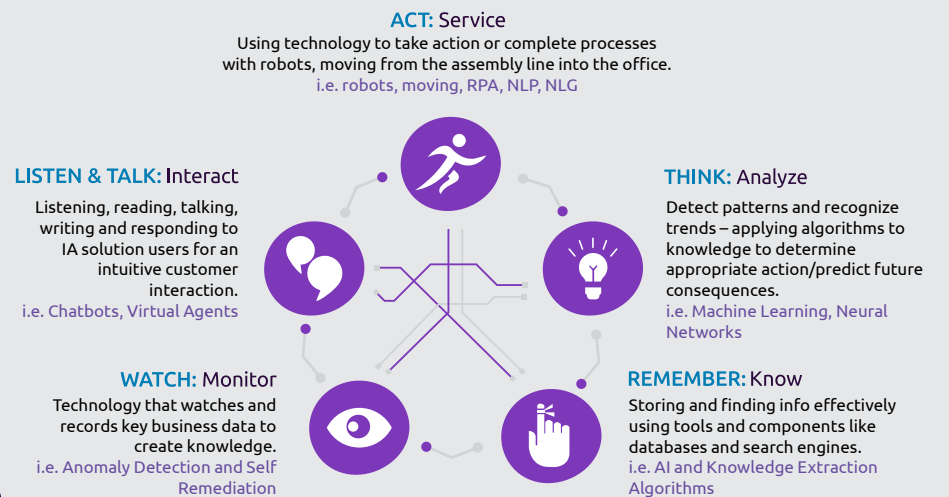 ACT: Service
Using technology to take action or complete processes
with robots, moving from the assembly line into the office.
i.e. robots, moving, RPA, NLP, NLG
LISTEN & TALK: Interact
Listening, reading, talking,
writing and responding to
IA solution users for an
intuitive customer
interaction.
i.e. Chatbots, Virtual Agents
THINK: Analyze
Detect patterns and recognize
trends – applying algorithms to
knowledge to determine
appropriate action/predict future
consequences.
i.e. Machine Learning, Neural
Networks
WATCH: Monitor
Technology that watches and
records key business data to
create knowledge.
i.e. Anomaly Detection and Self
Remediation
REMEMBER: Know
Storing and finding info effectively
using tools and components like
databases and search engines.
i.e. AI and Knowledge Extraction
Algorithms